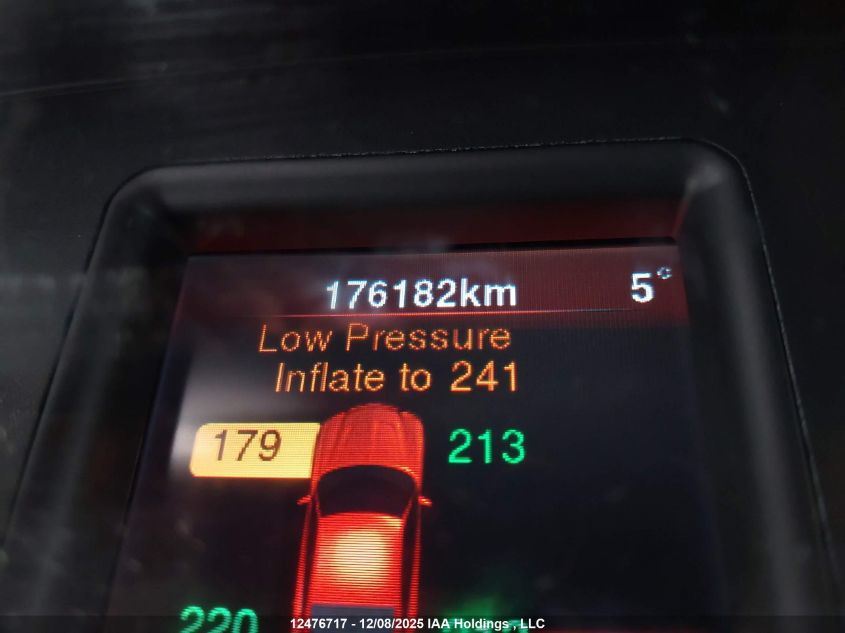 176182km 5°
Low Pressure
Inflate to 241
179 213
220
12476717 - 12/08/2025 IAA Holdings , LLC